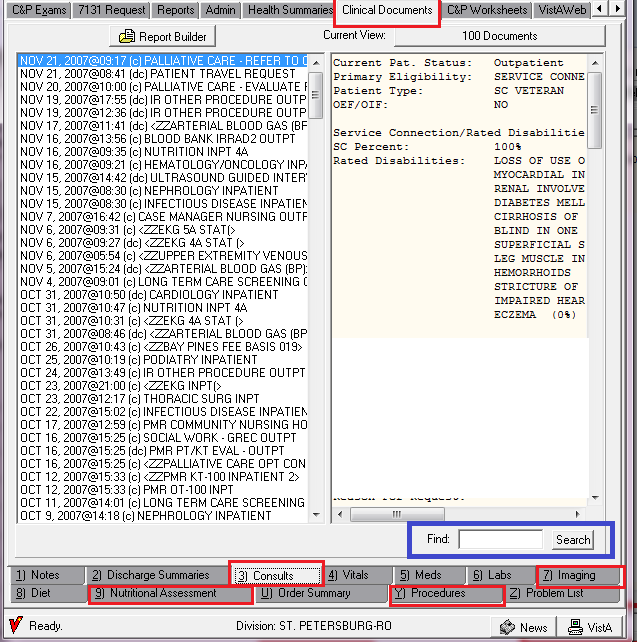 C&P Exams 7131 Request Reports Admin Health Summaries Clinical Documents C&P Worksheets VistAWeb
Report Builder
Current View: 100 Documents
NOV 21, 2007@09:17 (c) PALLIATIVE CARE - REFER TO C
NOV 21, 2007@08:41 (dc) PATIENT TRAVEL REQUEST
NOV 20, 2007@10:00 (c) PALLIATIVE CARE - EVALUATE F
NOV 19, 2007@17:55 (dc) IR OTHER PROCEDURE OUTP
NOV 19, 2007@12:36 (dc) IR OTHER PROCEDURE OUTP
NOV 17, 2007@11:41 (dc) <ZZARTERIAL BLOOD GAS (BF
NOV 16, 2007@13:56 (c) BLOOD BANK IRRAD2 OUTPT
NOV 16, 2007@09:35 (c) NUTRITION INPT 4A
NOV 16, 2007@09:21 (c) HEMATOLOGY/ONCOLOGY INPA
NOV 15, 2007@14:42 (dc) ULTRASOUND GUIDED INTER
NOV 15, 2007@08:30 (c) NEPHROLOGY INPATIENT
NOV 15, 2007@08:30 (c) INFECTIOUS DISEASE INPATIEN
NOV 7, 2007@16:42 (c) CASE MANAGER NURSING OUTF
NOV 6, 2007@09:31 (c) <ZZEKG 5A STAT(>
NOV 6, 2007@09:27 (dc) <ZZEKG 4A STAT (>
NOV 6, 2007@05:54 (c) <ZZUPPER EXTREMITY VENOUS
NOV 5, 2007@15:24 (dc) <ZZARTERIAL BLOOD GAS (BP):
NOV 4, 2007@09:01 (c) LONG TERM CARE SCREENING C
OCT 31, 2007@10:50 (dc) CARDIOLOGY INPATIENT
OCT 31, 2007@10:47 (c) NUTRITION INPT 4A
OCT 31, 2007@10:31 (c) <ZZEKG 4A STAT (>
OCT 31, 2007@08:46 (dc) <ZZARTERIAL BLOOD GAS (BP
OCT 26, 2007@10:43 (c) <ZZBAY PINES FEE BASIS 019>
OCT 25, 2007@10:19 (c) PODIATRY INPATIENT
OCT 24, 2007@13:49 (c) IR OTHER PROCEDURE OUTPT
OCT 23, 2007@21:00 (c) <ZZEKG INPT(>
OCT 23, 2007@12:17 (c) THORACIC SURG INPT
OCT 22, 2007@15:02 (c) INFECTIOUS DISEASE INPATIEN
OCT 17, 2007@12:59 (c) PMR COMMUNITY NURSING HO
OCT 16, 2007@15:25 (c) SOCIAL WORK - GREC OUTPT
OCT 16, 2007@15:25 (dc) PMR PT/KT EVAL - OUTPT
OCT 16, 2007@15:25 (c) <ZZPALLIATIVE CARE OPT CON
OCT 12, 2007@15:33 (c) <ZZPMR KT-100 INPATIENT 2>
OCT 12, 2007@15:33 (c) PMR OT-100 INPT
OCT 11, 2007@14:01 (c) LONG TERM CARE SCREENING
OCT 9, 2007@14:18 (c) NEPHROLOGY INPATIENT
Current Pat. Status: Outpatient
Primary Eligibility: SERVICE CONNE
Patient Type: SC VETERAN
OEF/OIF: NO
Service Connection/Rated Disabilitie
SC Percent: 100%
Rated Disabilities: LOSS OF USE O
MYOCARDIAL IN
RENAL INVOLVE
DIABETES MELL
CIRRHOSIS OF
BLIND IN ONE
SUPERFICIAL S
LEG MUSCLE IN
HEMORRHOIDS
STRICTURE OF
IMPAIRED HEAR
ECZEMA (0%)
Reason for Request:
Find: Search
1) Notes 2) Discharge Summaries 3) Consults 4) Vitals 5) Meds 6) Labs 7) Imaging
8) Diet 9) Nutritional Assessment U) Order Summary Y) Procedures Z) Problem List
Ready. Division: ST. PETERSBURG-RO News VistA